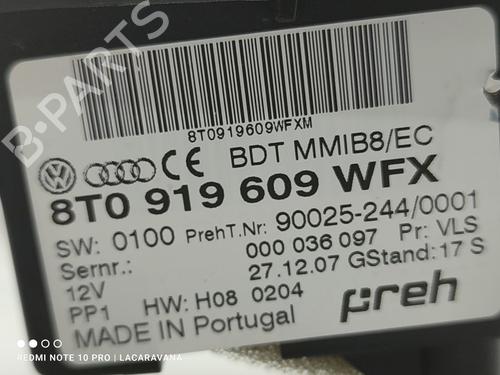 B-PARTS
8T0919609WFXM
CE BDT MMIB8/EC
8T0 919 609 WFX
SW: 0100 PrehT.Nr: 90025-244/0001
Sernr.: 000 036 097 Pr: VLS
12V 27.12.07 GStand: 17 S
PP1 HW: H08 0204
preh
MADE IN Portugal
REDMI NOTE 10 PRO | LACARAVANA